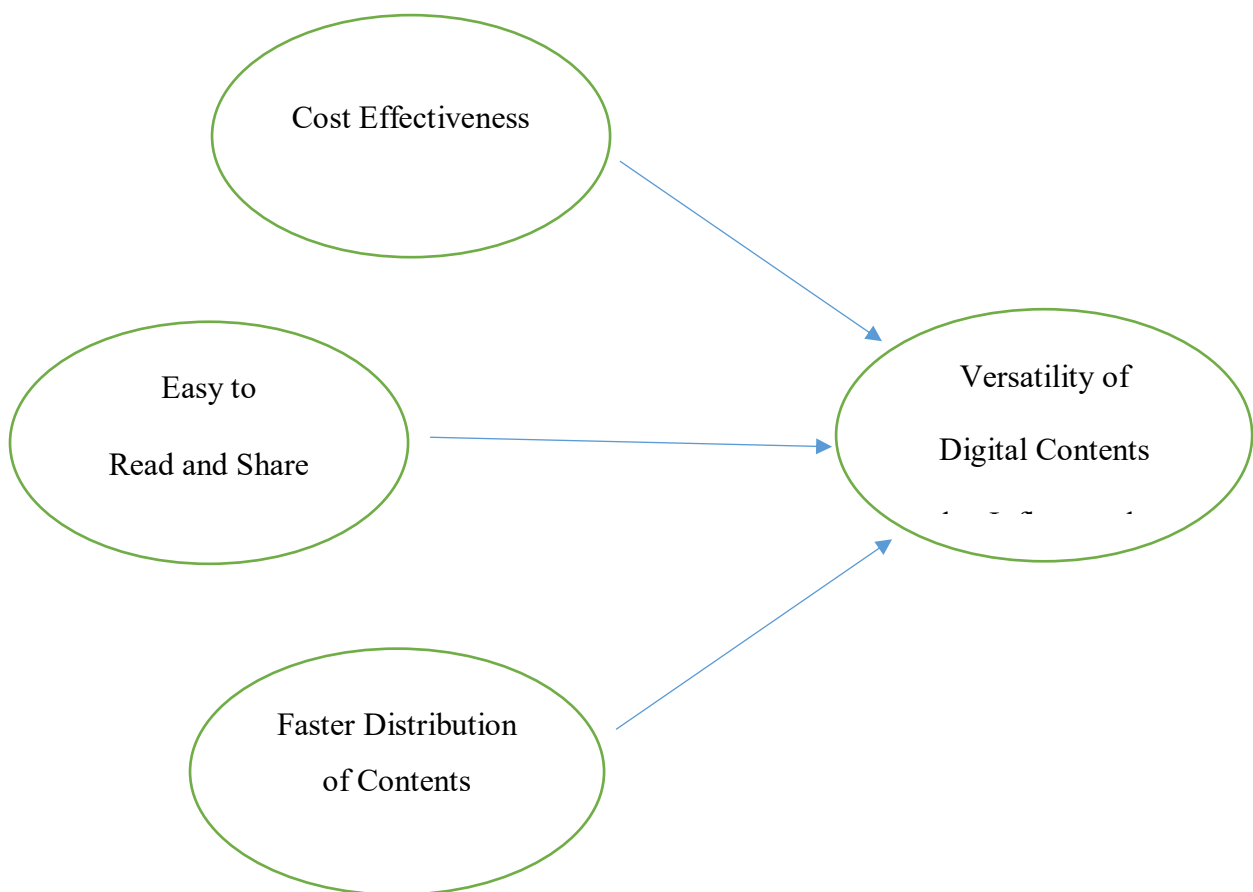 Cost Effectiveness
Easy to
Read and Share
Versatility of
Digital Contents
Faster Distribution
of Contents